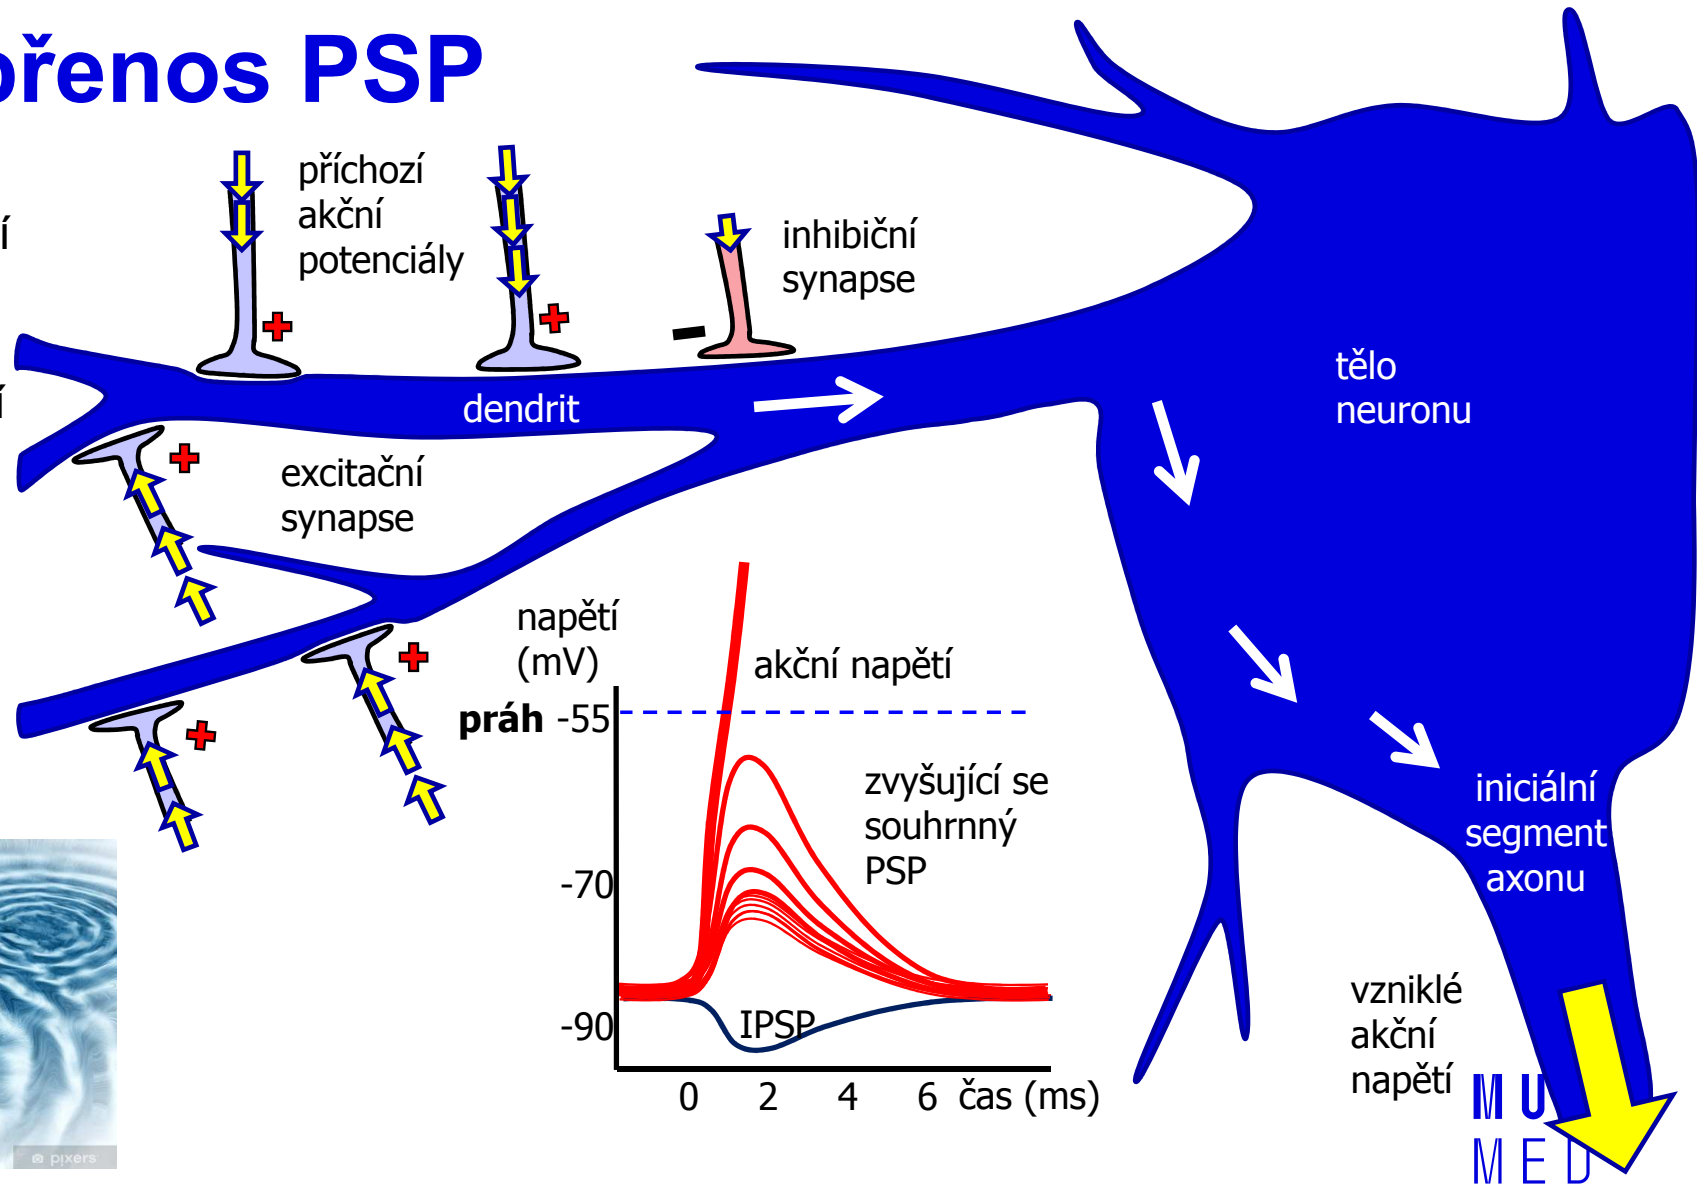 přenos PSP
příchozí
akční
potenciály
inhibiční
synapse
í
í
dendrit
tělo
neuronu
excitační
synapse
napětí
(mV)
akční napětí
práh -55
zvyšující se
souhrnný
PSP
-70
-90
IPSP
0 2 4 6 čas (ms)
iniciální
segment
axonu
vzniklé
akční
napětí
MU
MED
pixers